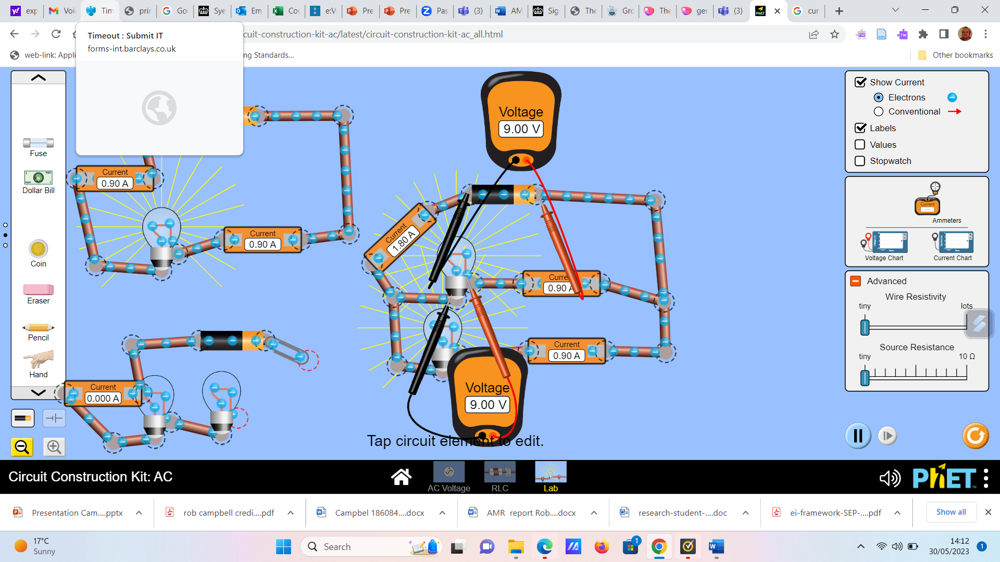 exp
Voi
Tim
prir
Goo
Sye
Em
Cou
e:V
Pre
Pre
Pas
(3)
AM
Sig
The
Gro
The
ger
(3)
cur
Timeout : Submit IT
forms-int.barclays.co.uk
cuit-construction-kit-ac/latest/circuit-construction-kit-ac_all.html
web-link: Appli
ng Standards...
Other bookmarks
Fuse
Dollar Bill
Coin
Eraser
Pencil
Hand
Current
0.90 A
Current
0.90 A
Current
0.000 A
Voltage
9.00 V
Current
1.80 A
Curre
0.90 A
Current
0.90 A
Voltage
9.00 V
Tap circuit element to edit.
Show Current
Electrons
Conventional
Labels
Values
Stopwatch
Current
Ammeters
Voltage Chart
Current Chart
Advanced
Wire Resistivity
tiny
lots
Source Resistance
tiny
10 Ω
Circuit Construction Kit: AC
AC Voltage
RLC
Lab
PhET
Presentation Cam....pptx
rob campbell credi....pdf
Campbel 186084....docx
AMR report Rob....docx
research-student-....doc
ei-framework-SEP-....pdf
Show all
17°C
Sunny
Search
1
14:12
30/05/2023
1